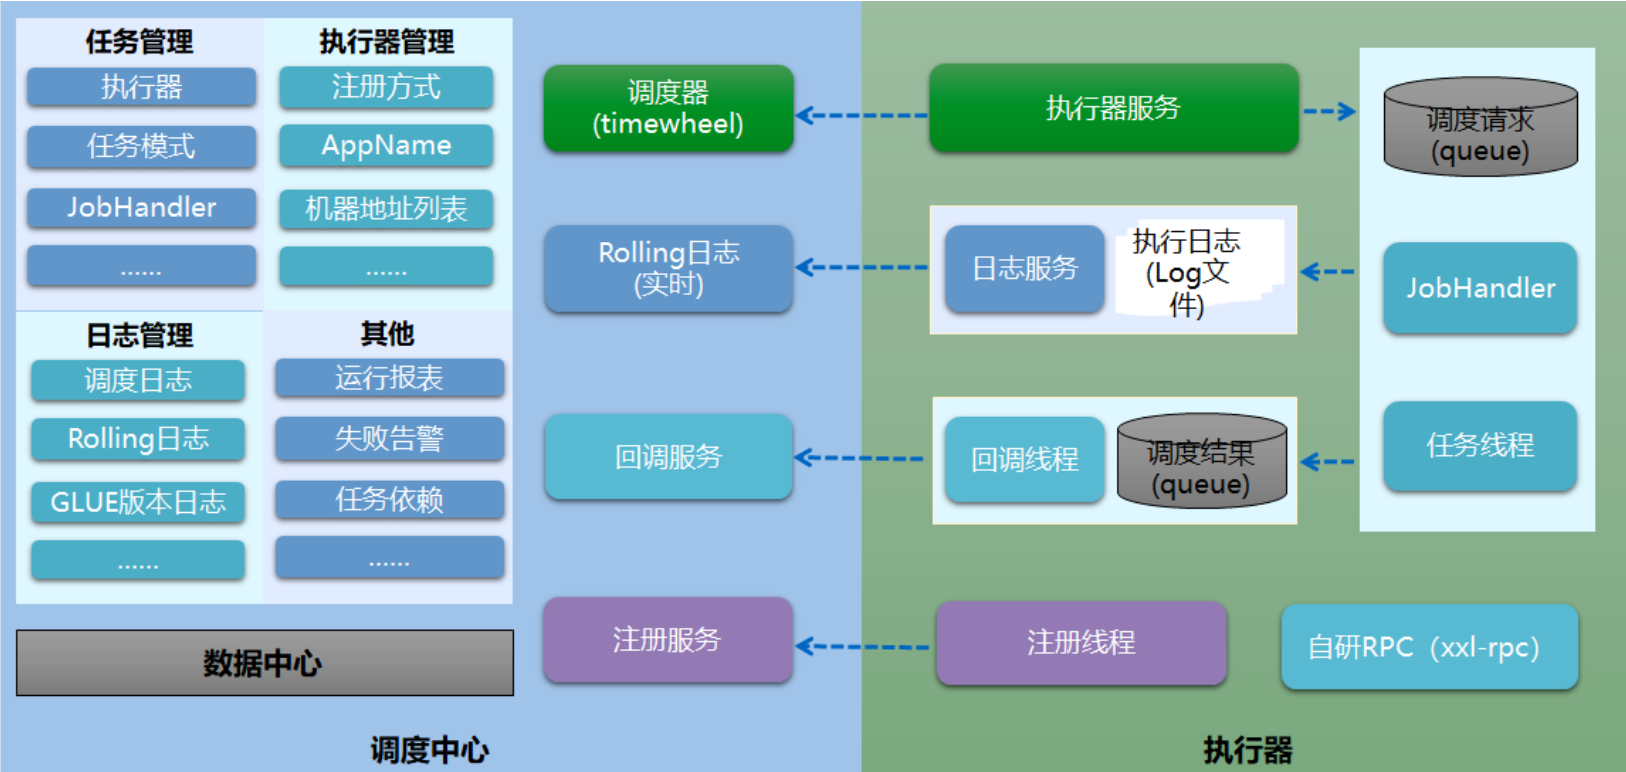 任务管理
执行器
任务模式
JobHandler
......
执行器管理
注册方式
AppName
机器地址列表
......
日志管理
调度日志
Rolling日志
GLUE版本日志
......
其他
运行报表
失败告警
任务依赖
......
数据中心
调度器
(timewheel)
Rolling日志
(实时)
回调服务
注册服务
调度中心
执行器服务
日志服务
执行日志
(Log文
件)
回调线程
调度结果
(queue)
注册线程
调度请求
(queue)
JobHandler
任务线程
自研RPC（xxl-rpc）
执行器